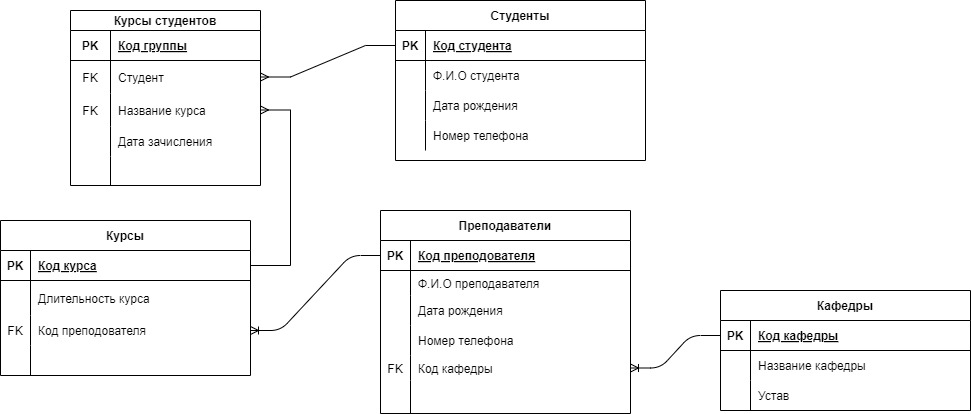 Курсы студентов
PK Код группы
FK Студент
FK Название курса
Дата зачисления
Студенты
PK Код студента
Ф.И.О студента
Дата рождения
Номер телефона
Курсы
PK Код курса
Длительность курса
FK Код преподователя
Преподаватели
PK Код преподователя
Ф.И.О преподавателя
Дата рождения
Номер телефона
FK Код кафедры
Кафедры
PK Код кафедры
Название кафедры
Устав